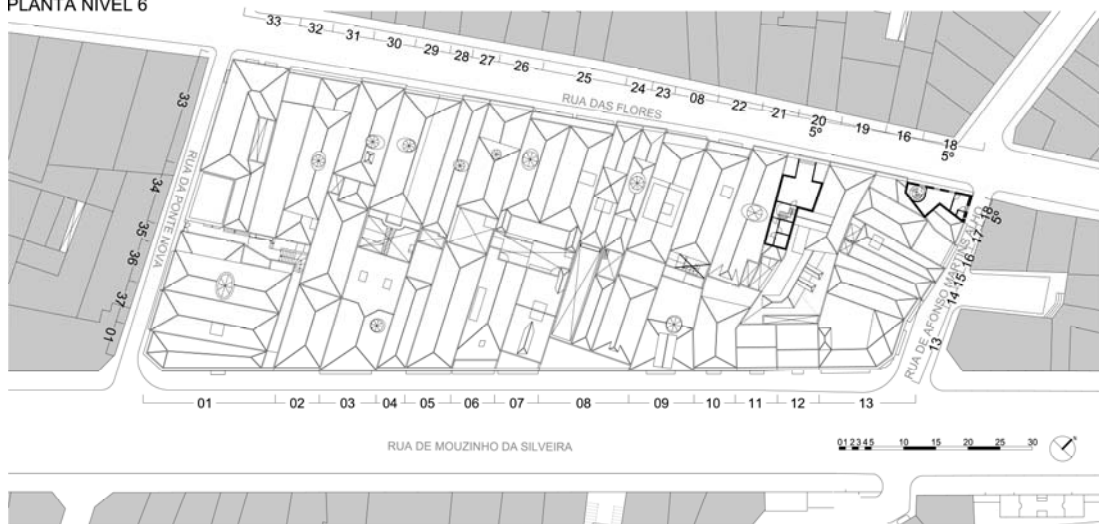 PLANTA NIVEL 6
33 32 31 30 29 28 27 26 25 24 23 08 22 21 20 19 16 18
5º 5º
RUA DAS FLORES
33
34
35
36
37
01
RUA DA PONTE NOVA
18 5º
17
16
15
14
13
RUA DE AFONSO MARTINS ALHO
01 02 03 04 05 06 07 08 09 10 11 12 13
RUA DE MOUZINHO DA SILVEIRA
01 2 3 4 5 10 15 20 25 30
N